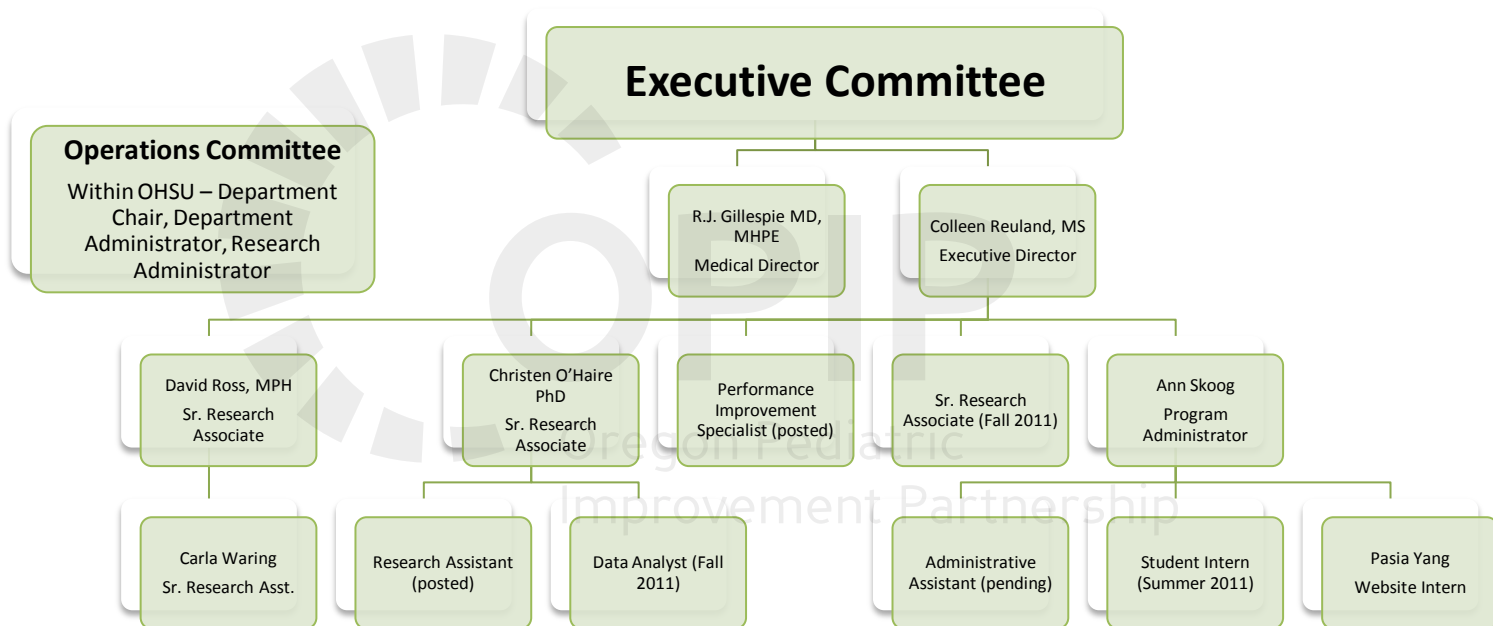 Executive Committee
Operations Committee
Within OHSU – Department
Chair, Department
Administrator, Research
Administrator
R.J. Gillespie MD,
MHPE
Medical Director
Colleen Reuland, MS
Executive Director
OPIP
Oregon Pediatric
Improvement Partnership
David Ross, MPH
Sr. Research
Associate
Christen O’Haire
PhD
Sr. Research
Associate
Performance
Improvement
Specialist (posted)
Sr. Research
Associate (Fall 2011)
Ann Skoog
Program
Administrator
Carla Waring
Sr. Research Asst.
Research Assistant
(posted)
Data Analyst (Fall
2011)
Administrative
Assistant (pending)
Student Intern
(Summer 2011)
Pasia Yang
Website Intern